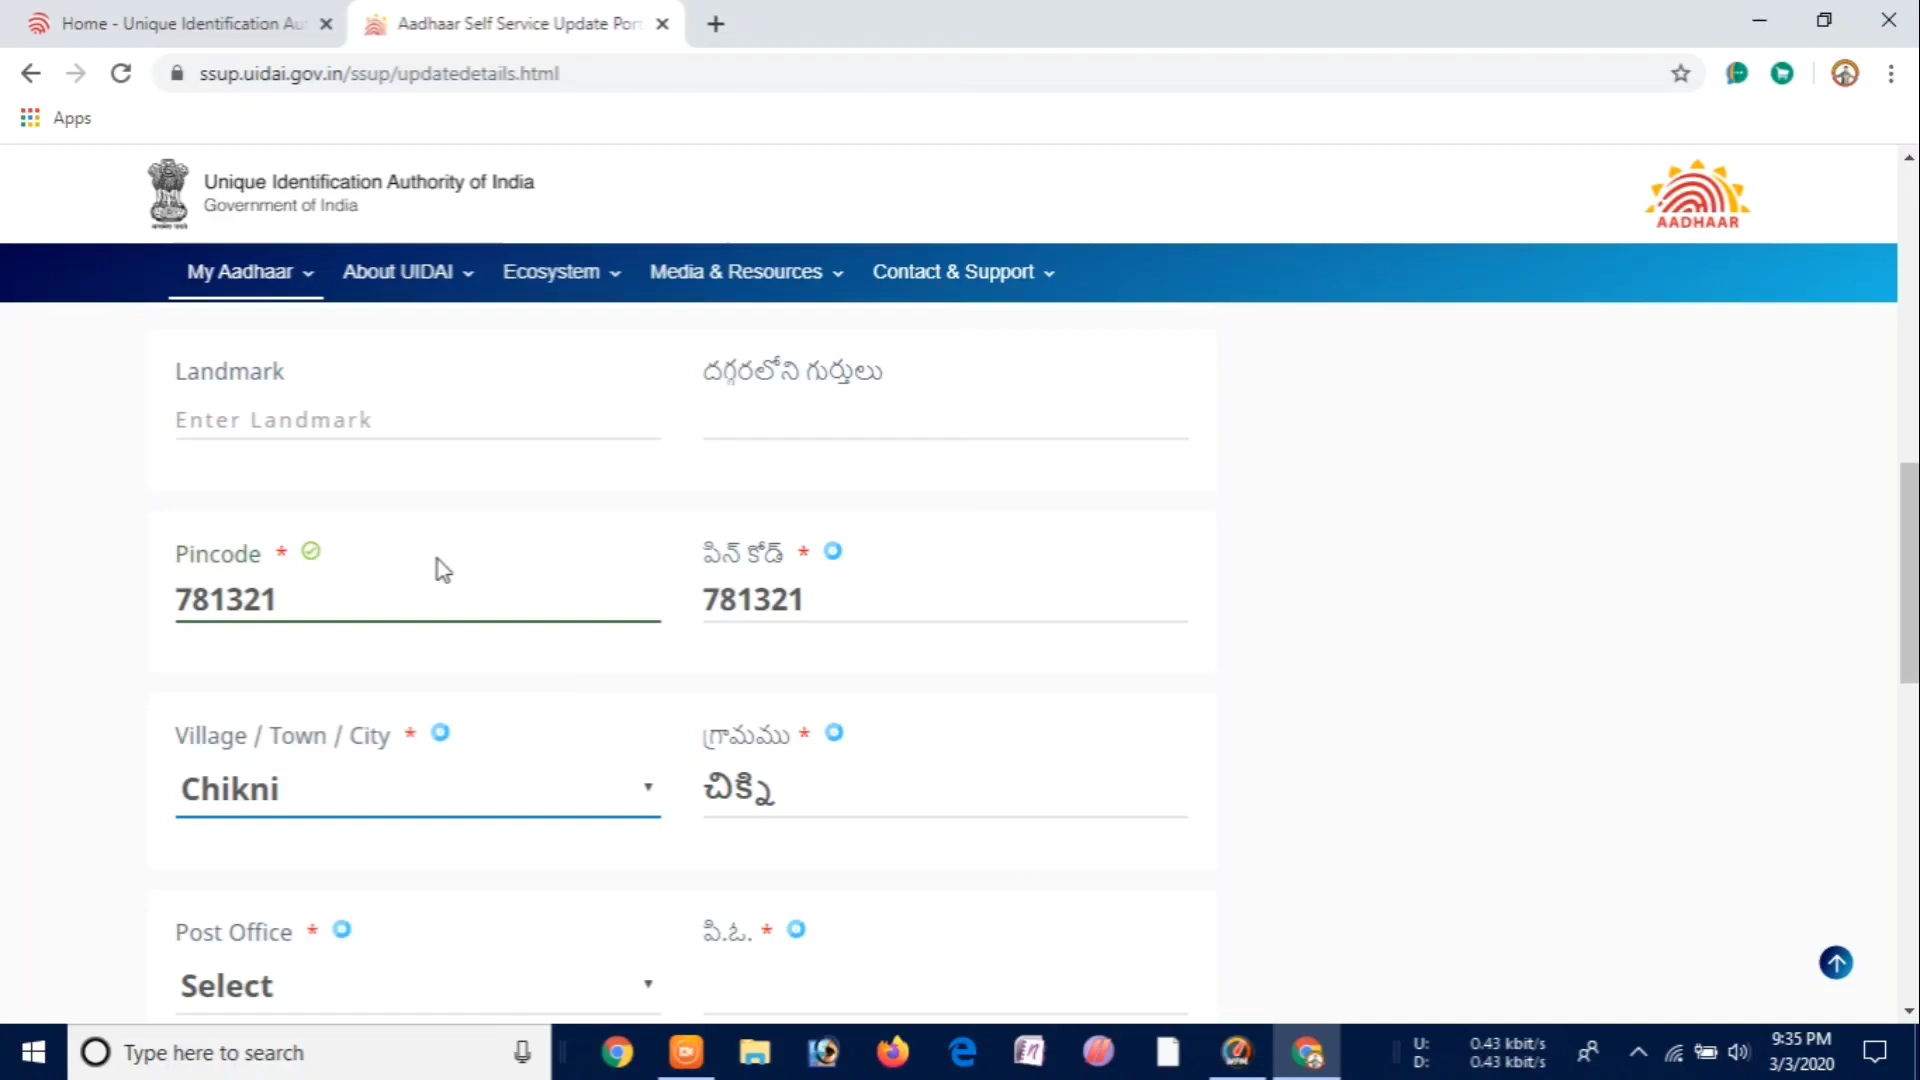 Home - Unique Identification Au
Aadhaar Self Service Update Port
ssup.uidai.gov.in/ssup/updatedetails.html
Apps
Unique Identification Authority of India
Government of India
AADHAAR
My Aadhaar
About UIDAI
Ecosystem
Media & Resources
Contact & Support
Landmark
దగ్గరలోని గుర్తులు
Enter Landmark
Pincode *
పిన్ కోడ్ *
781321
781321
Village / Town / City *
గ్రామము *
Chikni
చిక్ని
Post Office *
పి.ఓ. *
Select
Type here to search
U: 0.43 kbit/s
D: 0.43 kbit/s
9:35 PM
3/3/2020